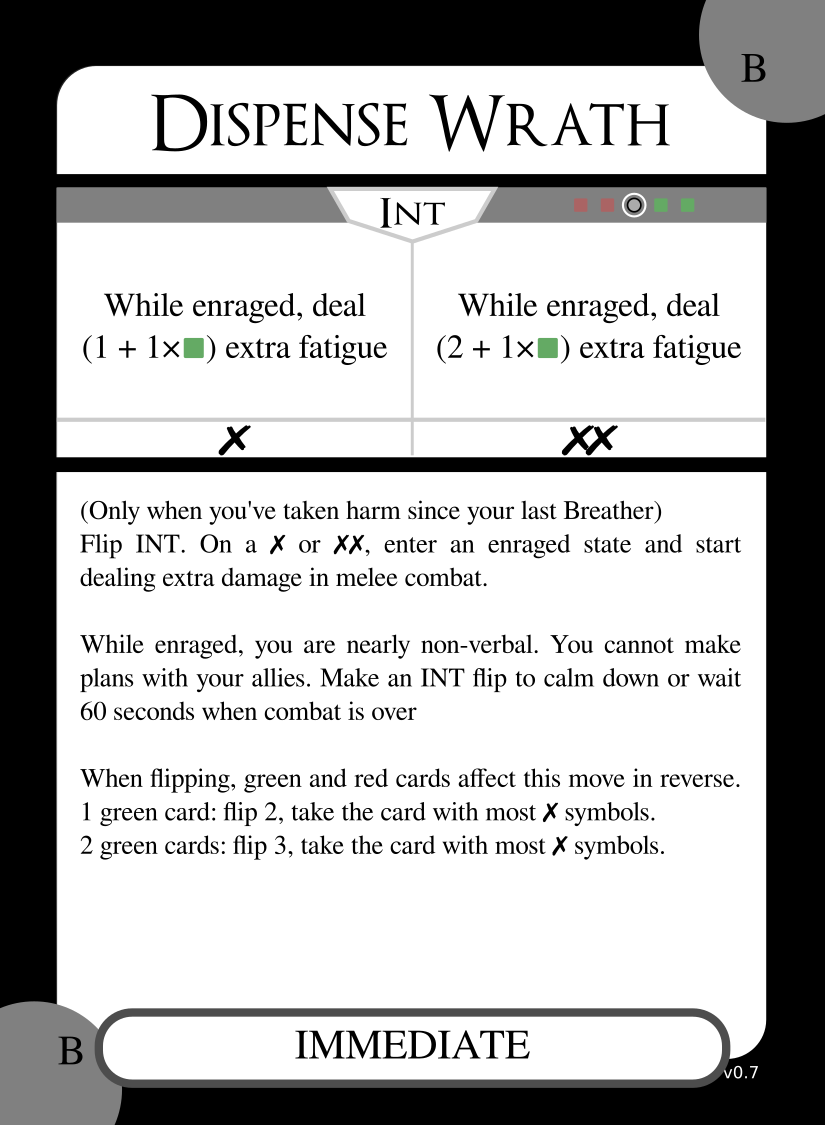 B
Dispense Wrath
Int
While enraged, deal
(1 + 1×■) extra fatigue
While enraged, deal
(2 + 1×■) extra fatigue
✗
✗✗
(Only when you've taken harm since your last Breather)
Flip INT. On a ✗ or ✗✗, enter an enraged state and start
dealing extra damage in melee combat.
While enraged, you are nearly non-verbal. You cannot make
plans with your allies. Make an INT flip to calm down or wait
60 seconds when combat is over
When flipping, green and red cards affect this move in reverse.
1 green card: flip 2, take the card with most ✗ symbols.
2 green cards: flip 3, take the card with most ✗ symbols.
B
IMMEDIATE
v0.7